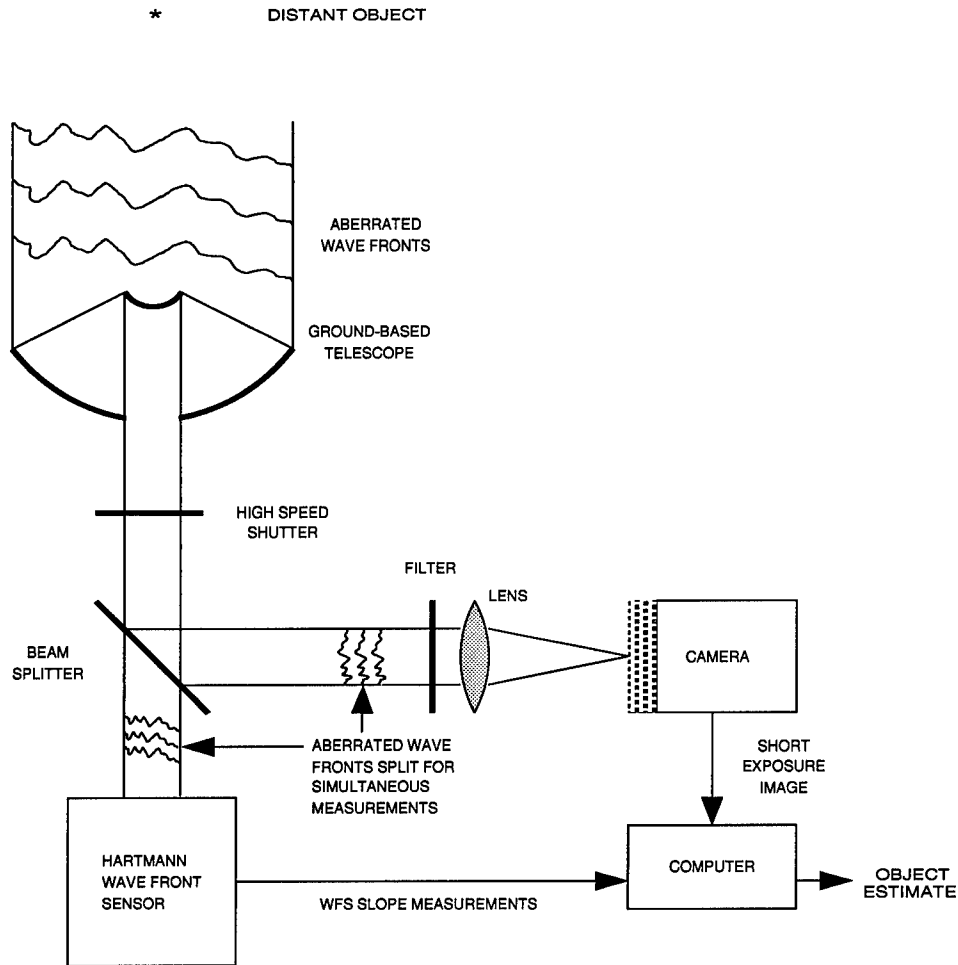 * DISTANT OBJECT
ABERRATED
WAVE FRONTS
GROUND-BASED
TELESCOPE
HIGH SPEED
SHUTTER
FILTER
LENS
BEAM
SPLITTER
CAMERA
ABERRATED WAVE
FRONTS SPLIT FOR
SIMULTANEOUS
MEASUREMENTS
SHORT
EXPOSURE
IMAGE
HARTMANN
WAVE FRONT
SENSOR
WFS SLOPE MEASUREMENTS
COMPUTER
OBJECT
ESTIMATE